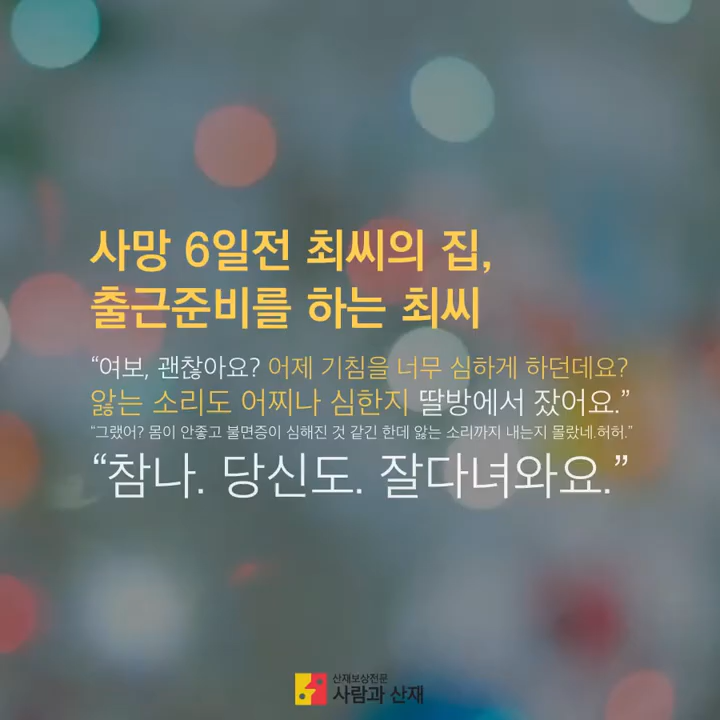 사망 6일전 최씨의 집,
출근준비를 하는 최씨
“여보, 괜찮아요? 어제 기침을 너무 심하게 하던데요?
앓는 소리도 어찌나 심한지 딸방에서 잤어요.”
“그랬어? 몸이 안좋고 불면증이 심해진 것 같긴 한데 앓는 소리까지 내는지 몰랐네.허허.”
“참나. 당신도. 잘다녀와요.”
산재보상전문
사람과 산재